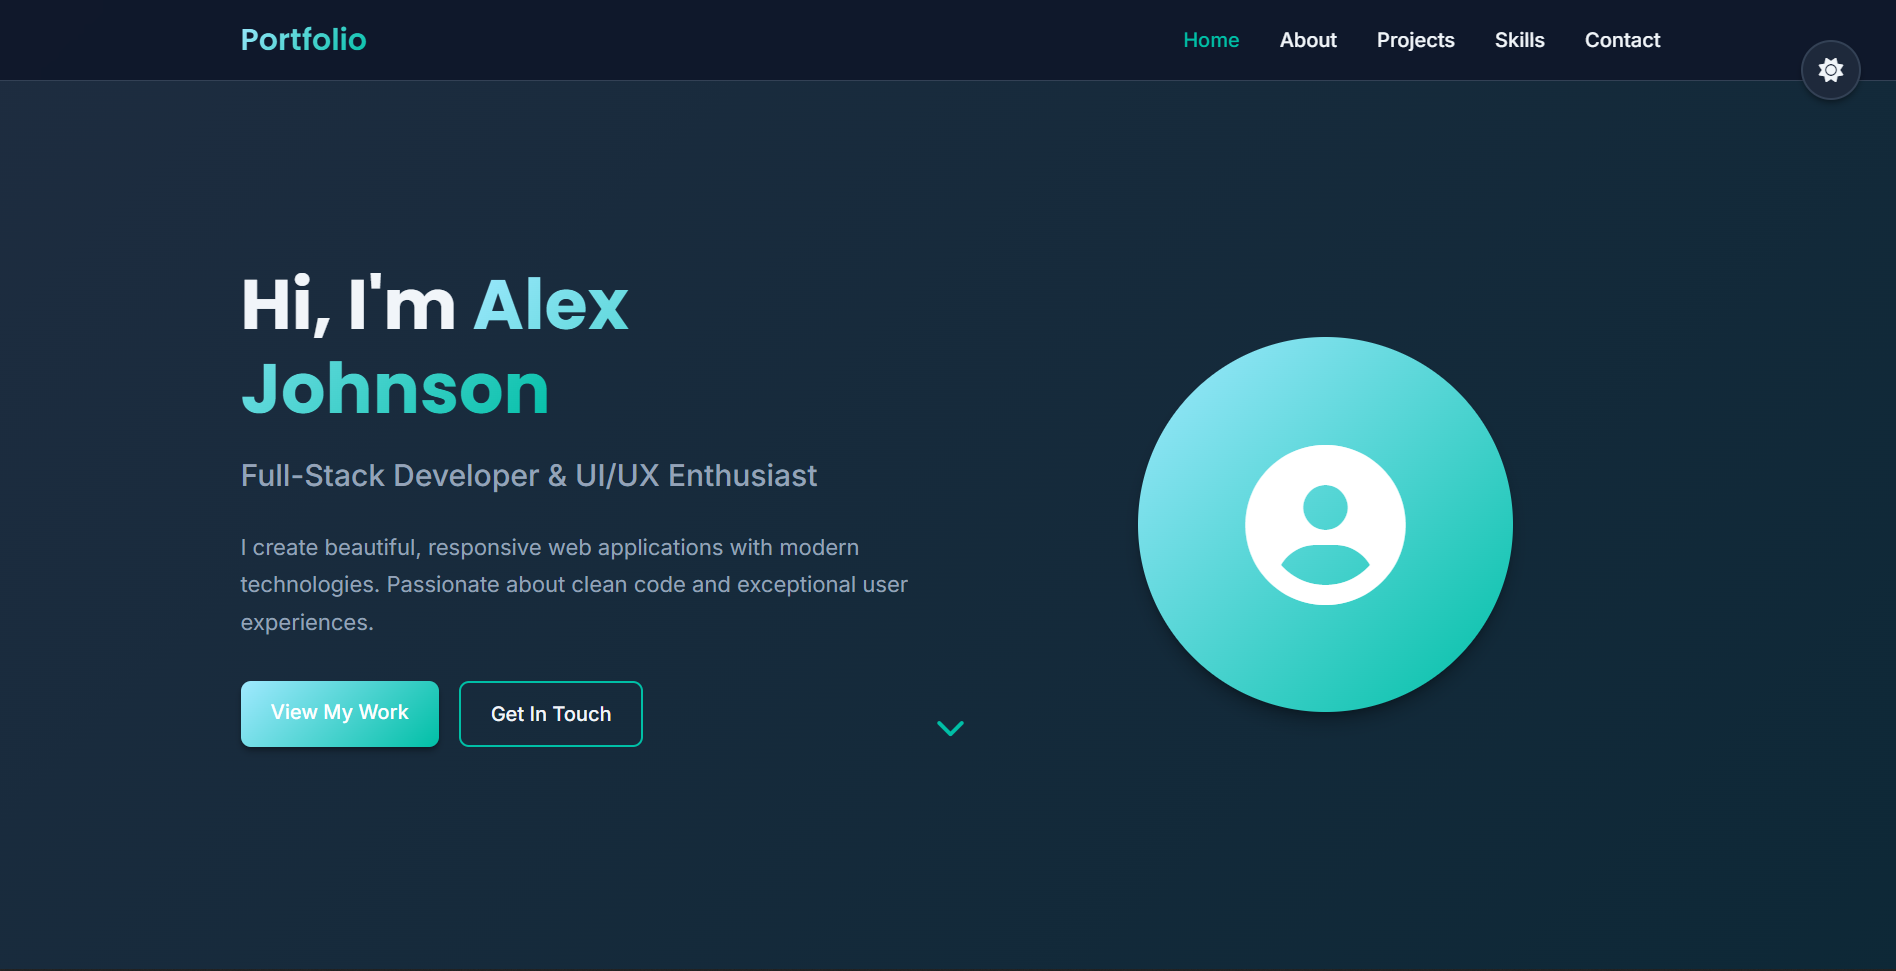 Portfolio
Home
About
Projects
Skills
Contact
Hi, I'm Alex
Johnson
Full-Stack Developer & UI/UX Enthusiast
I create beautiful, responsive web applications with modern
technologies. Passionate about clean code and exceptional user
experiences.
View My Work
Get In Touch